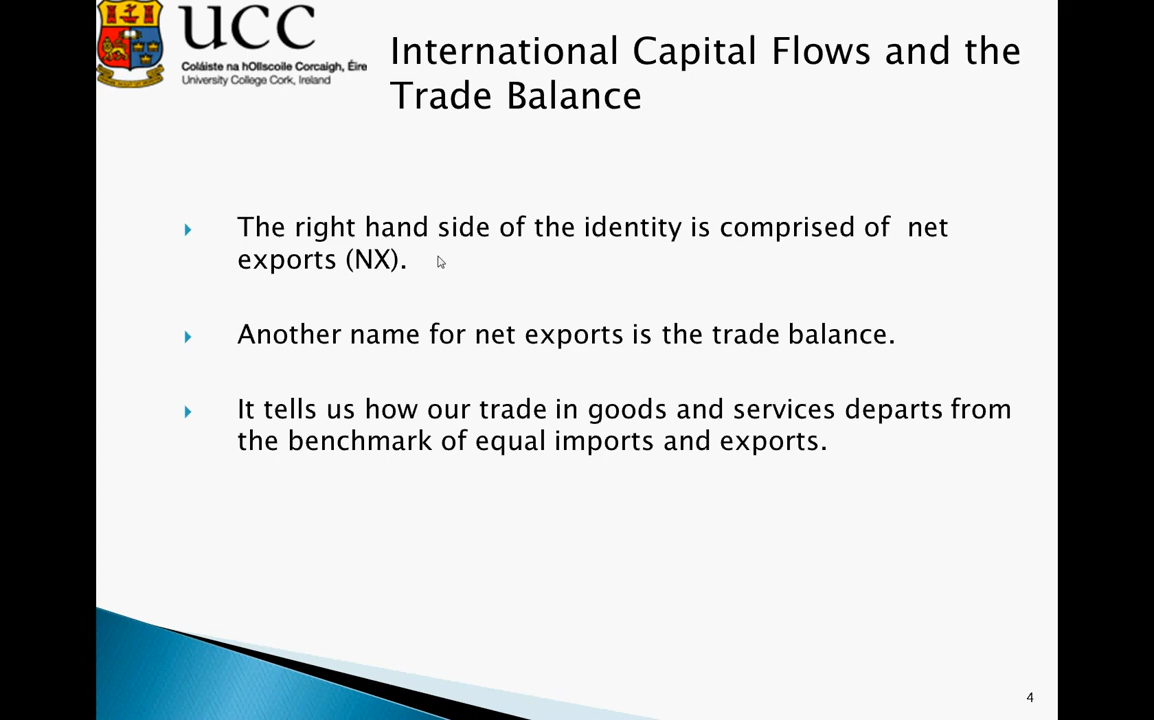 ucc
Coláiste na hOllscoile Corcaigh, Éire
University College Cork, Ireland
International Capital Flows and the
Trade Balance
The right hand side of the identity is comprised of  net
exports (NX).
Another name for net exports is the trade balance.
It tells us how our trade in goods and services departs from
the benchmark of equal imports and exports.
4